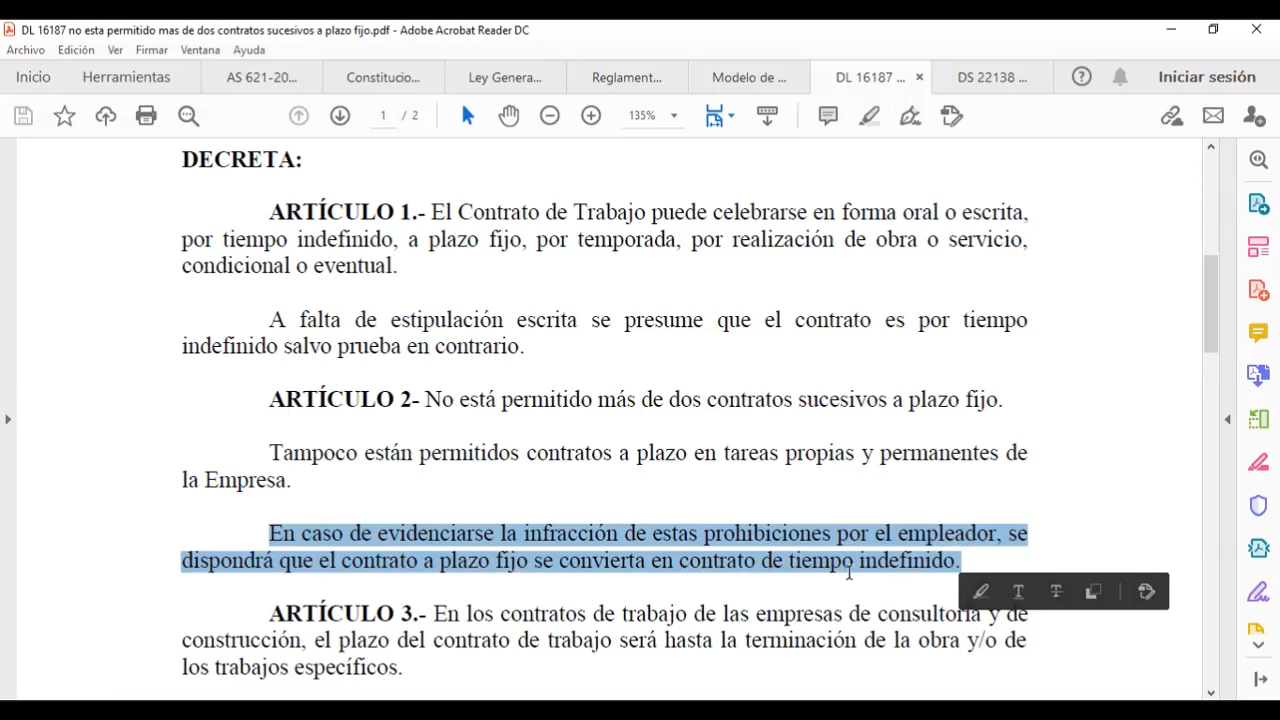 DL 16187 no esta permitido mas de dos contratos sucesivos a plazo fijo.pdf - Adobe Acrobat Reader DC
Archivo Edición Ver Firmar Ventana Ayuda
Inicio Herramientas AS 621-20... Constitucio... Ley Genera... Reglament... Modelo de ... DL 16187 ... × DS 22138 ... Iniciar sesión
1 / 2 135%
DECRETA:
ARTÍCULO 1.- El Contrato de Trabajo puede celebrarse en forma oral o escrita,
por tiempo indefinido, a plazo fijo, por temporada, por realización de obra o servicio,
condicional o eventual.
A falta de estipulación escrita se presume que el contrato es por tiempo
indefinido salvo prueba en contrario.
ARTÍCULO 2- No está permitido más de dos contratos sucesivos a plazo fijo.
Tampoco están permitidos contratos a plazo en tareas propias y permanentes de
la Empresa.
En caso de evidenciarse la infracción de estas prohibiciones por el empleador, se
dispondrá que el contrato a plazo fijo se convierta en contrato de tiempo indefinido.
ARTÍCULO 3.- En los contratos de trabajo de las empresas de consultoría y de
construcción, el plazo del contrato de trabajo será hasta la terminación de la obra y/o de
los trabajos específicos.